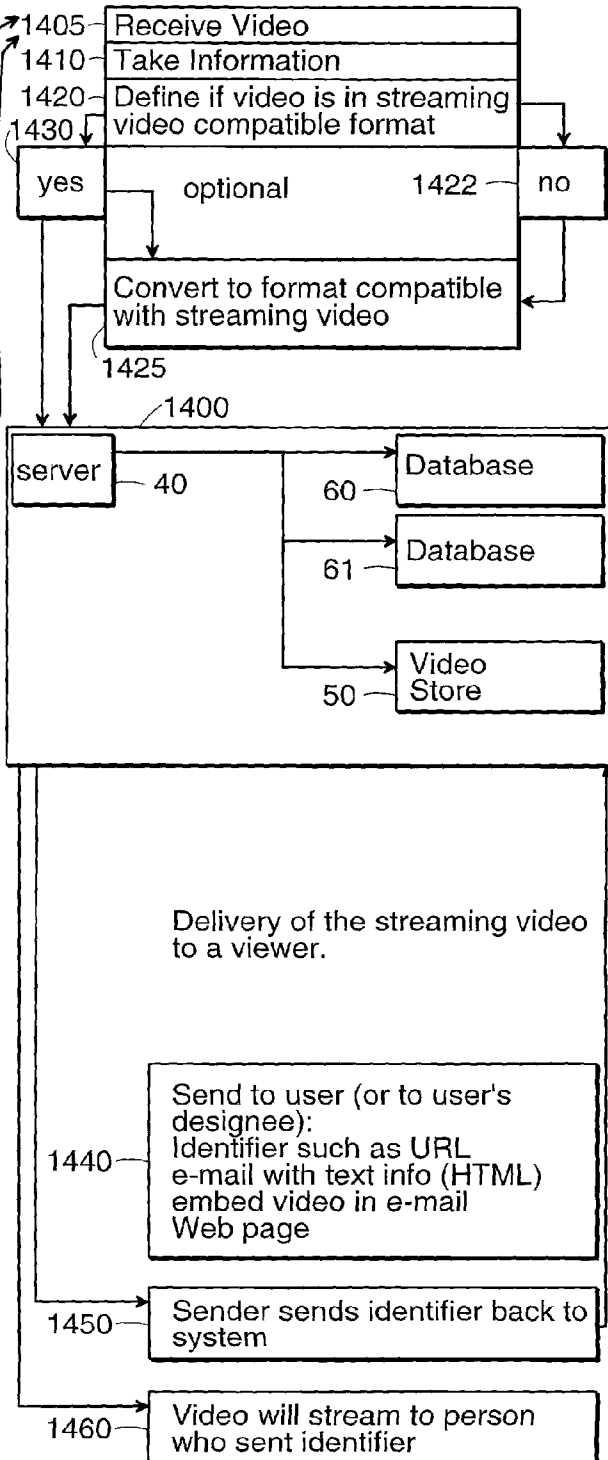 1405 Receive Video
1410 Take Information
1420 Define if video is in streaming
video compatible format
1430
yes
optional
1422
no
Convert to format compatible
with streaming video
1425
1400
server
40
60
Database
61
Database
50
Video
Store
Delivery of the streaming video
to a viewer.
1440
Send to user (or to user's
designee):
Identifier such as URL
e-mail with text info (HTML)
embed video in e-mail
Web page
1450
Sender sends identifier back to
system
1460
Video will stream to person
who sent identifier